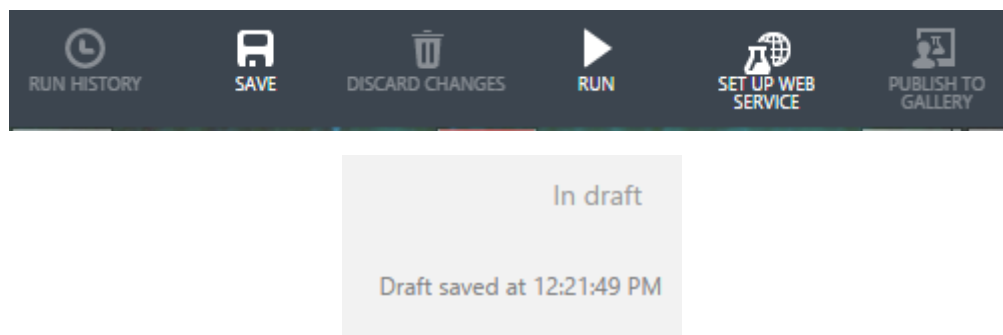 RUN HISTORY
SAVE
DISCARD CHANGES
RUN
SET UP WEB
SERVICE
PUBLISH TO
GALLERY
In draft
Draft saved at 12:21:49 PM